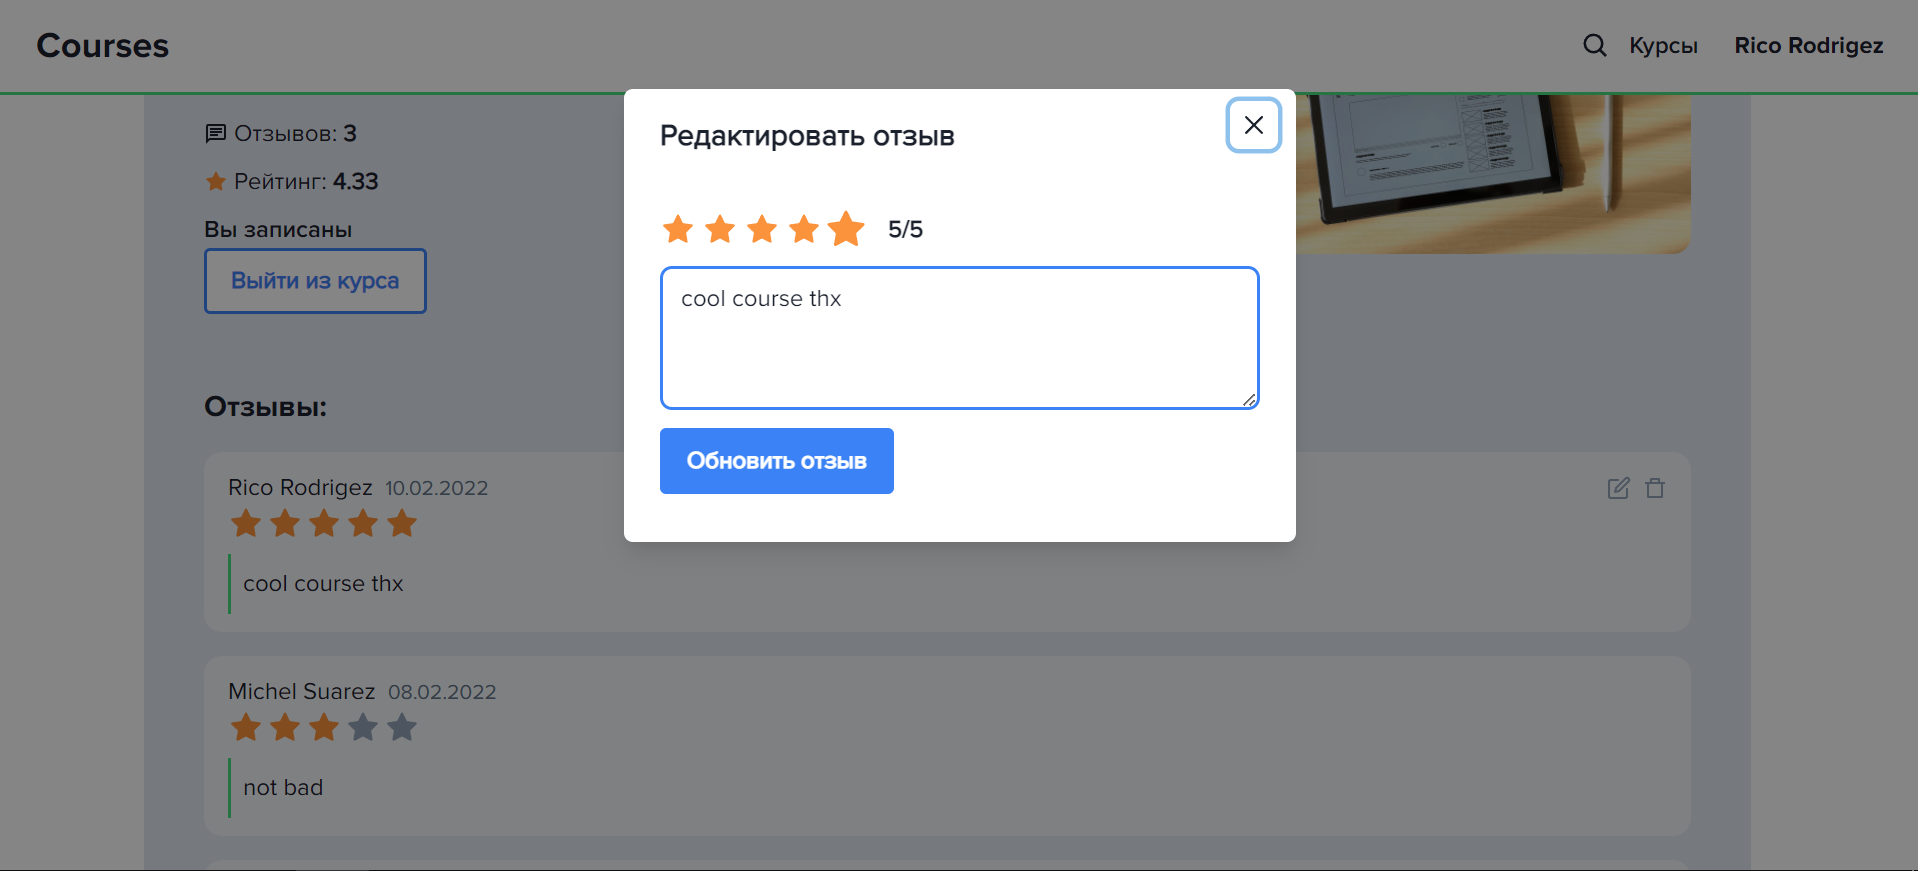 Courses
Курсы
Rico Rodrigez
Отзывов: 3
Рейтинг: 4.33
Вы записаны
Выйти из курса
Редактировать отзыв
5/5
cool course thx
Обновить отзыв
Отзывы:
Rico Rodrigez 10.02.2022
cool course thx
Michel Suarez 08.02.2022
not bad